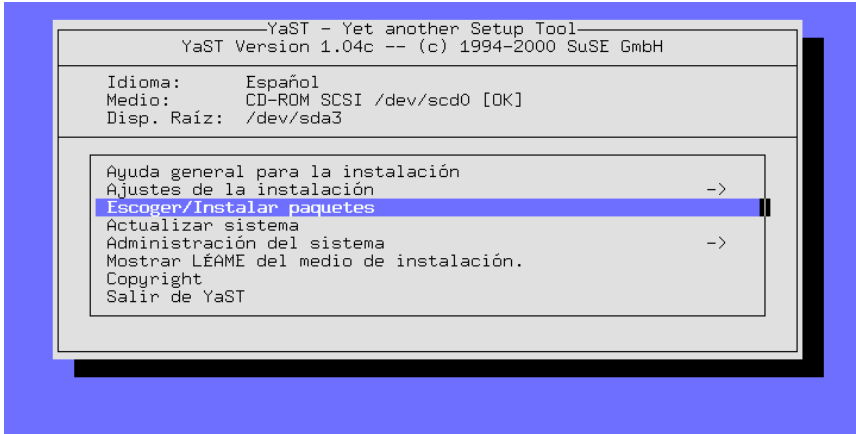 YaST - Yet another Setup Tool
YaST Version 1.04c -- (c) 1994-2000 SuSE GmbH
Idioma: Español
Medio: CD-ROM SCSI /dev/scd0 [OK]
Disp. Raíz: /dev/sda3
Ayuda general para la instalación
Ajustes de la instalación ->
Escoger/Instalar paquetes
Actualizar sistema
Administración del sistema ->
Mostrar LÉAME del medio de instalación.
Copyright
Salir de YaST